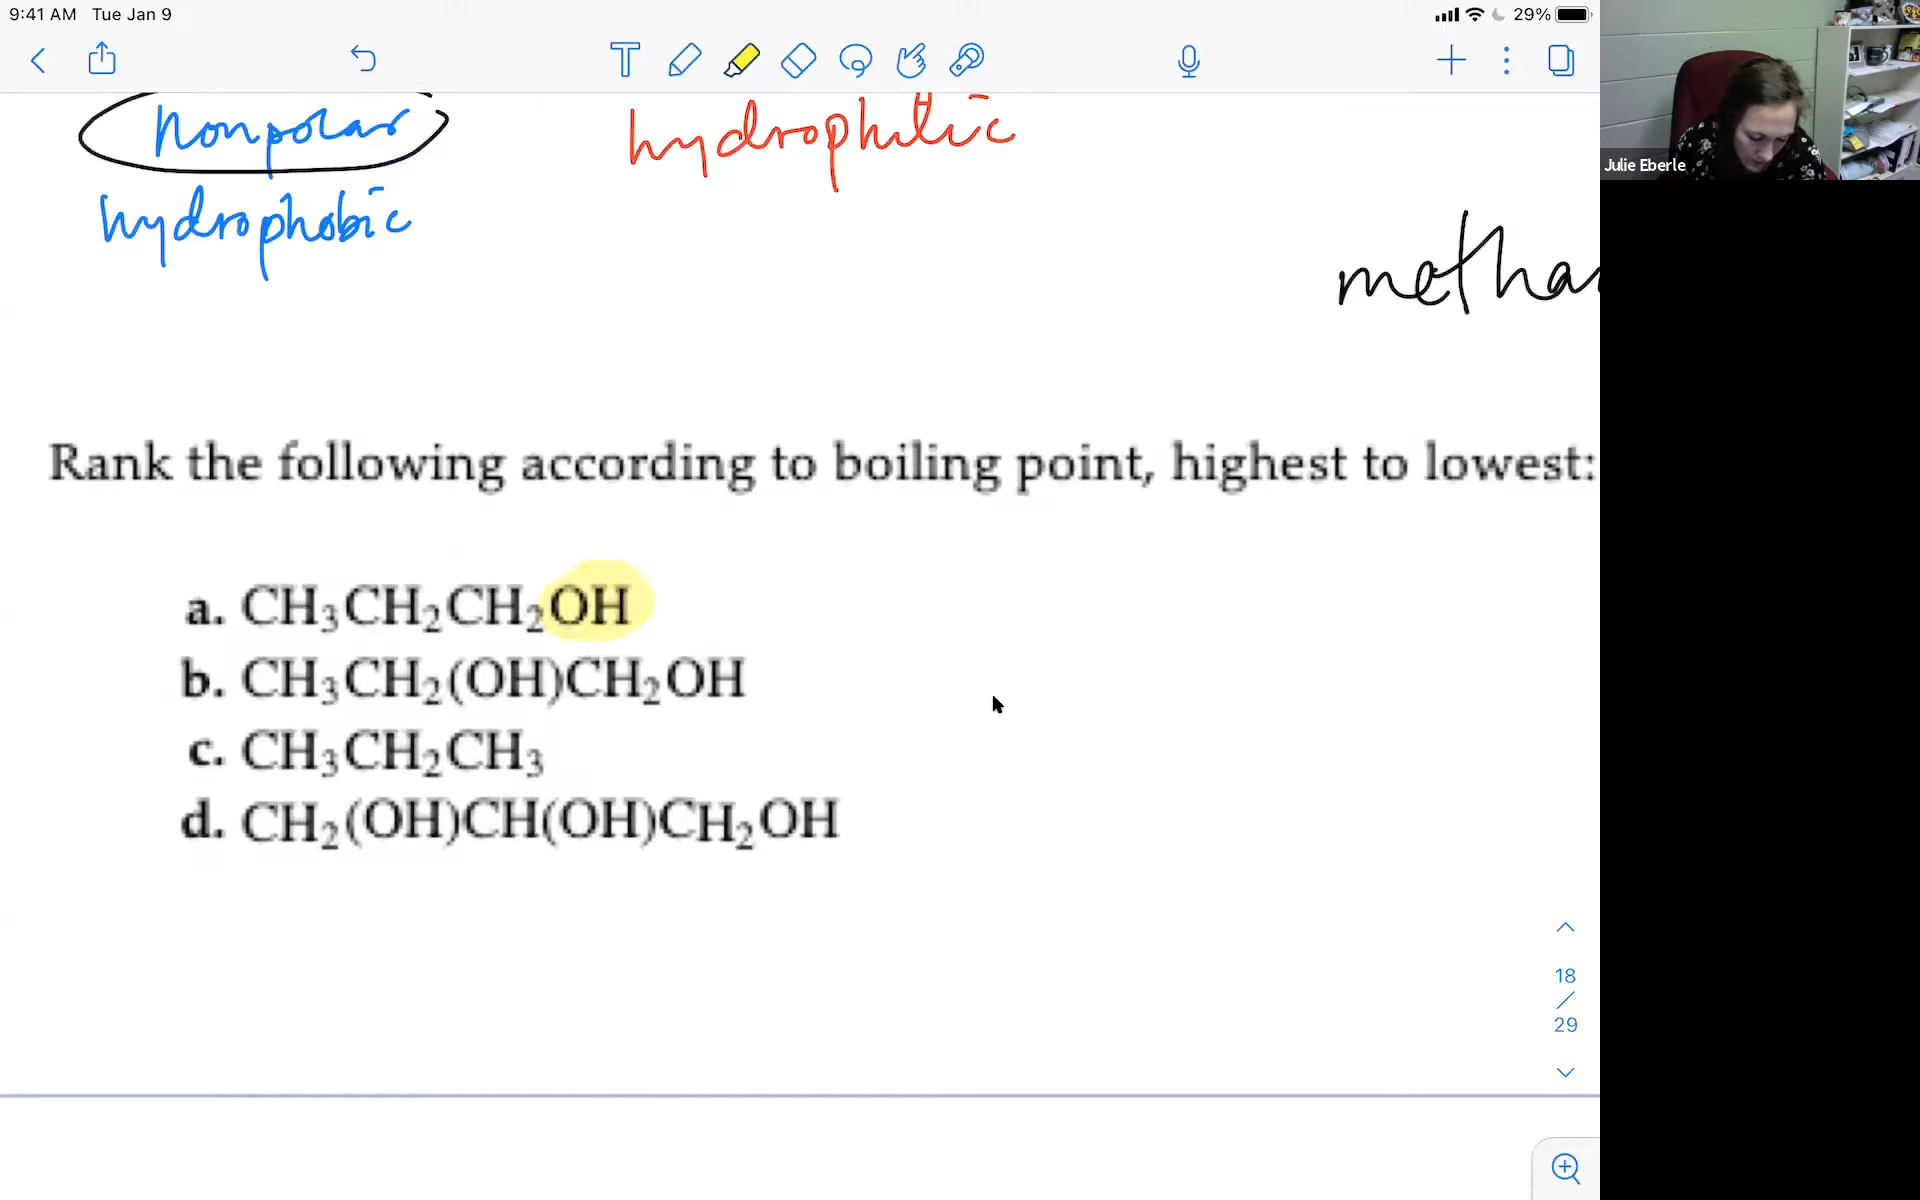 9:41 AM Tue Jan 9
29%
nonpolar
hydrophilic
Julie Eberle
hydrophobic
Rank the following according to boiling point, highest to lowest:
a. CH₃CH₂CH₂OH
b. CH₃CH₂(OH)CH₂OH
c. CH₃CH₂CH₃
d. CH₂(OH)CH(OH)CH₂OH
18
/
29